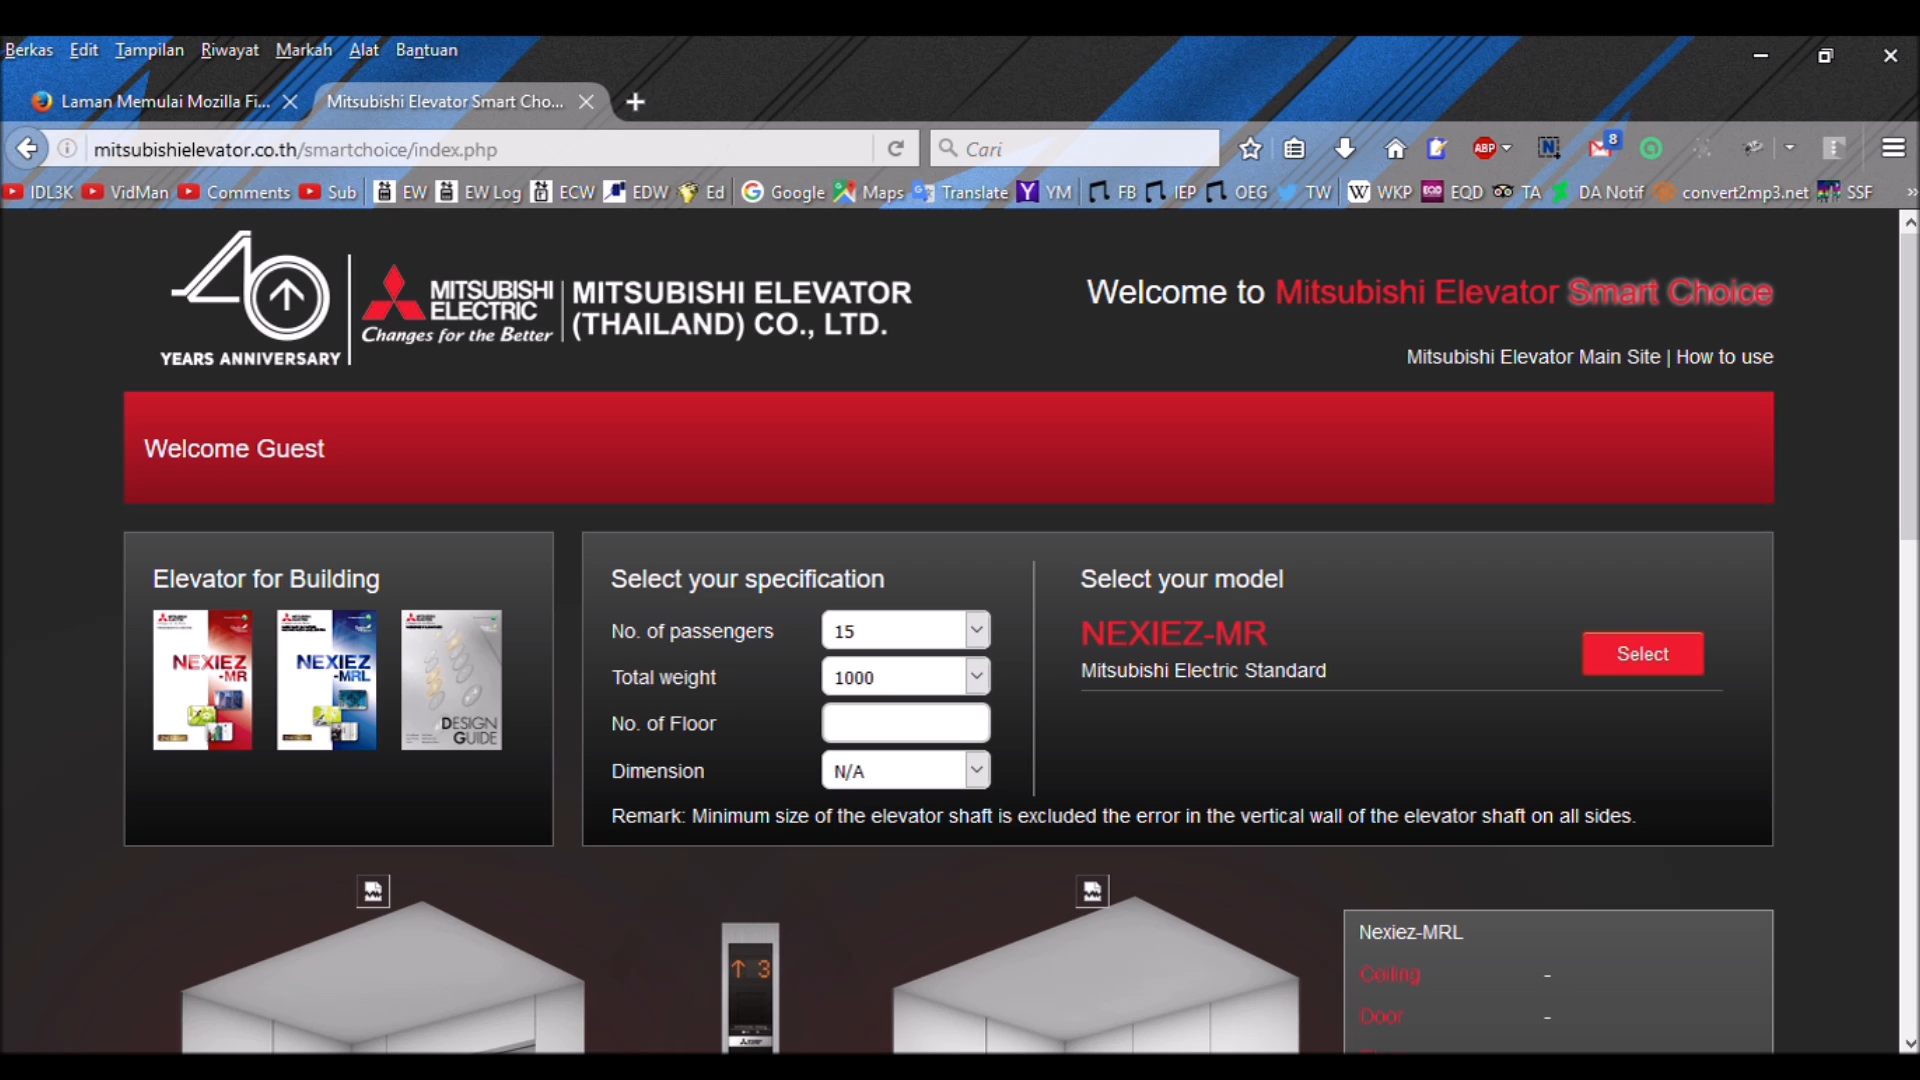 Berkas Edit Tampilan Riwayat Markah Alat Bantuan
Laman Memulai Mozilla Fi... Mitsubishi Elevator Smart Cho...
mitsubishielevator.co.th/smartchoice/index.php Cari ABP N 8
IDL3K VidMan Comments Sub EW EW Log ECW EDW Ed Google Maps Translate YM FB IEP OEG TW WKP EQD TA DA Notif convert2mp3.net SSF »
40
YEARS ANNIVERSARY
MITSUBISHI
ELECTRIC
Changes for the Better
MITSUBISHI ELEVATOR
(THAILAND) CO., LTD.
Welcome to Mitsubishi Elevator Smart Choice
Mitsubishi Elevator Main Site | How to use
Welcome Guest
Elevator for Building
NEXIEZ
-MR
NEXIEZ
-MRL
DESIGN
GUIDE
Select your specification
No. of passengers 15
Total weight 1000
No. of Floor
Dimension N/A
Select your model
NEXIEZ-MR
Mitsubishi Electric Standard
Select
Remark: Minimum size of the elevator shaft is excluded the error in the vertical wall of the elevator shaft on all sides.
3
Nexiez-MRL
Ceiling -
Door -